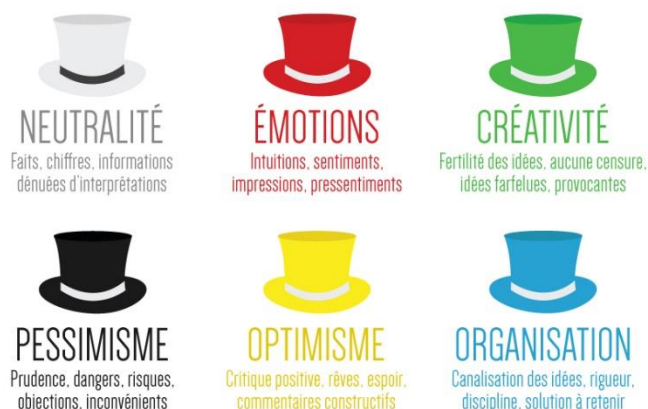 NEUTRALITÉ
Faits, chiffres, informations
dénuées d'interprétations
ÉMOTIONS
Intuitions, sentiments,
impressions, pressentiments
CRÉATIVITÉ
Fertilité des idées, aucune censure,
idées farfelues, provocantes
PESSIMISME
Prudence, dangers, risques,
objections, inconvénients
OPTIMISME
Critique positive, rêves, espoir,
commentaires constructifs
ORGANISATION
Canalisation des idées, rigueur,
discipline, solution à retenir